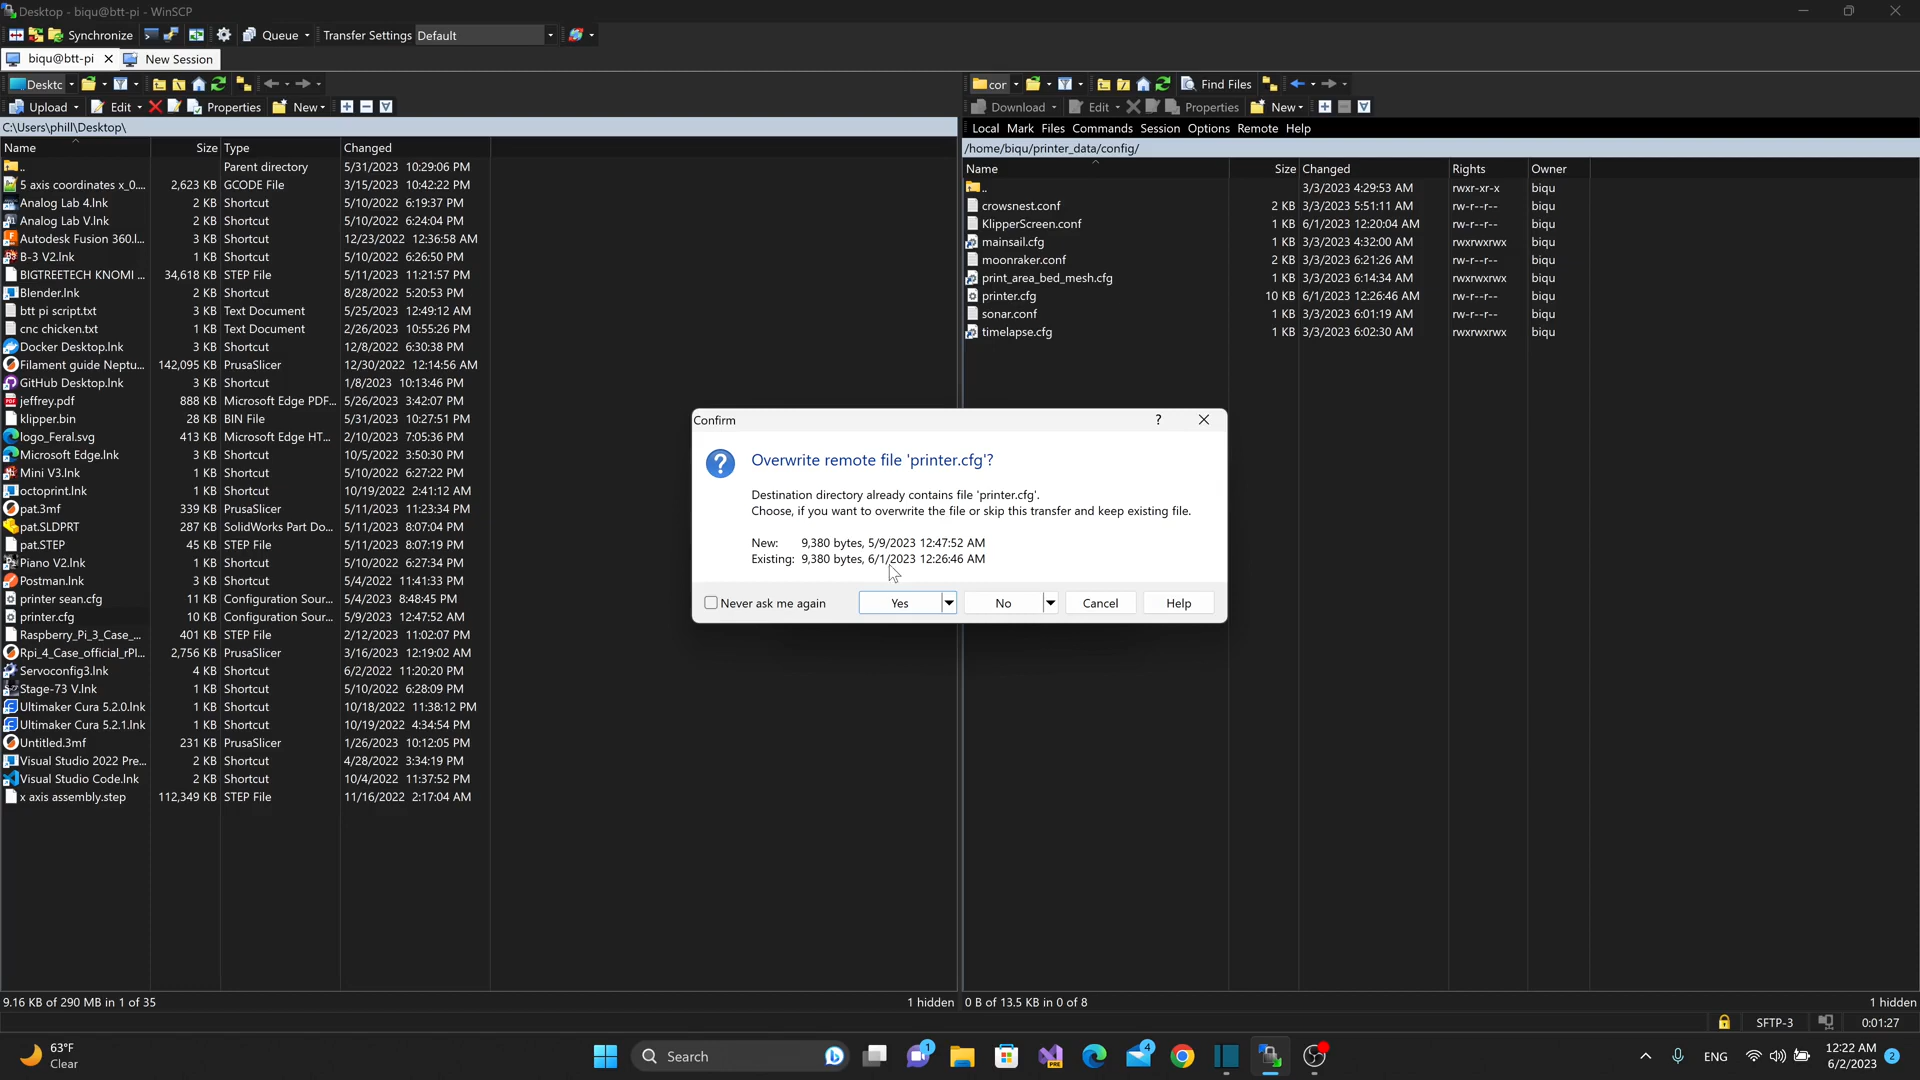 Desktop - biqu@btt-pi - WinSCP
Synchronize Queue Transfer Settings Default
biqu@btt-pi New Session
Desktc
Upload Edit Properties New
C:\Users\phill\Desktop\
Name Size Type Changed
.. Parent directory 5/31/2023 10:29:06 PM
5 axis coordinates x_0.... 2,623 KB GCODE File 3/15/2023 10:42:22 PM
Analog Lab 4.lnk 2 KB Shortcut 5/10/2022 6:19:37 PM
Analog Lab V.lnk 2 KB Shortcut 5/10/2022 6:24:04 PM
Autodesk Fusion 360.l... 3 KB Shortcut 12/23/2022 12:36:58 AM
B-3 V2.lnk 1 KB Shortcut 5/10/2022 6:26:50 PM
BIGTREETECH KNOMI ... 34,618 KB STEP File 5/11/2023 11:21:57 PM
Blender.lnk 2 KB Shortcut 8/28/2022 5:20:53 PM
btt pi script.txt 3 KB Text Document 5/25/2023 12:49:12 AM
cnc chicken.txt 1 KB Text Document 2/26/2023 10:55:26 PM
Docker Desktop.lnk 3 KB Shortcut 12/8/2022 6:30:38 PM
Filament guide Neptu... 142,095 KB PrusaSlicer 12/30/2022 12:14:56 AM
GitHub Desktop.lnk 3 KB Shortcut 1/8/2023 10:13:46 PM
jeffrey.pdf 888 KB Microsoft Edge PDF... 5/26/2023 3:42:07 PM
klipper.bin 28 KB BIN File 5/31/2023 10:27:51 PM
logo_Feral.svg 413 KB Microsoft Edge HT... 2/10/2023 7:05:36 PM
Microsoft Edge.lnk 3 KB Shortcut 10/5/2022 3:50:30 PM
Mini V3.lnk 1 KB Shortcut 5/10/2022 6:27:22 PM
octoprint.lnk 1 KB Shortcut 10/19/2022 2:41:12 AM
pat.3mf 339 KB PrusaSlicer 5/11/2023 11:23:34 PM
pat.SLDPRT 287 KB SolidWorks Part Do... 5/11/2023 8:07:04 PM
pat.STEP 45 KB STEP File 5/11/2023 8:07:19 PM
Piano V2.lnk 1 KB Shortcut 5/10/2022 6:27:34 PM
Postman.lnk 3 KB Shortcut 5/4/2022 11:41:33 PM
printer sean.cfg 11 KB Configuration Sour... 5/4/2023 8:48:45 PM
printer.cfg 10 KB Configuration Sour... 5/9/2023 12:47:52 AM
Raspberry_Pi_3_Case_... 401 KB STEP File 2/12/2023 11:02:07 PM
Rpi_4_Case_official_rPl... 2,756 KB PrusaSlicer 3/16/2023 12:19:02 AM
Servoconfig3.lnk 4 KB Shortcut 6/2/2022 11:20:20 PM
Stage-73 V.lnk 1 KB Shortcut 5/10/2022 6:28:09 PM
Ultimaker Cura 5.2.0.lnk 1 KB Shortcut 10/18/2022 11:38:12 PM
Ultimaker Cura 5.2.1.lnk 1 KB Shortcut 10/19/2022 4:34:54 PM
Untitled.3mf 231 KB PrusaSlicer 1/26/2023 10:12:05 PM
Visual Studio 2022 Pre... 2 KB Shortcut 4/28/2022 3:34:19 PM
Visual Studio Code.lnk 2 KB Shortcut 10/4/2022 11:37:52 PM
x axis assembly.step 112,349 KB STEP File 11/16/2022 2:17:04 AM
9.16 KB of 290 MB in 1 of 35 1 hidden
cor Find Files
Download Edit Properties New
Local Mark Files Commands Session Options Remote Help
/home/biqu/printer_data/config/
Name Size Changed Rights Owner
.. 3/3/2023 4:29:53 AM rwxr-xr-x biqu
crowsnest.conf 2 KB 3/3/2023 5:51:11 AM rw-r--r-- biqu
KlipperScreen.conf 1 KB 6/1/2023 12:20:04 AM rw-r--r-- biqu
mainsail.cfg 1 KB 3/3/2023 4:32:00 AM rwxrwxrwx biqu
moonraker.conf 2 KB 3/3/2023 6:21:26 AM rw-r--r-- biqu
print_area_bed_mesh.cfg 1 KB 3/3/2023 6:14:34 AM rwxrwxrwx biqu
printer.cfg 10 KB 6/1/2023 12:26:46 AM rw-r--r-- biqu
sonar.conf 1 KB 3/3/2023 6:01:19 AM rw-r--r-- biqu
timelapse.cfg 1 KB 3/3/2023 6:02:30 AM rwxrwxrwx biqu
0 B of 13.5 KB in 0 of 8 1 hidden
Confirm ?
Overwrite remote file 'printer.cfg'?
Destination directory already contains file 'printer.cfg'.
Choose, if you want to overwrite the file or skip this transfer and keep existing file.
New: 9,380 bytes, 5/9/2023 12:47:52 AM
Existing: 9,380 bytes, 6/1/2023 12:26:46 AM
Never ask me again Yes No Cancel Help
SFTP-3 0:01:27
63°F
Clear
Search
1
PRE
4
ENG
12:22 AM
6/2/2023
2